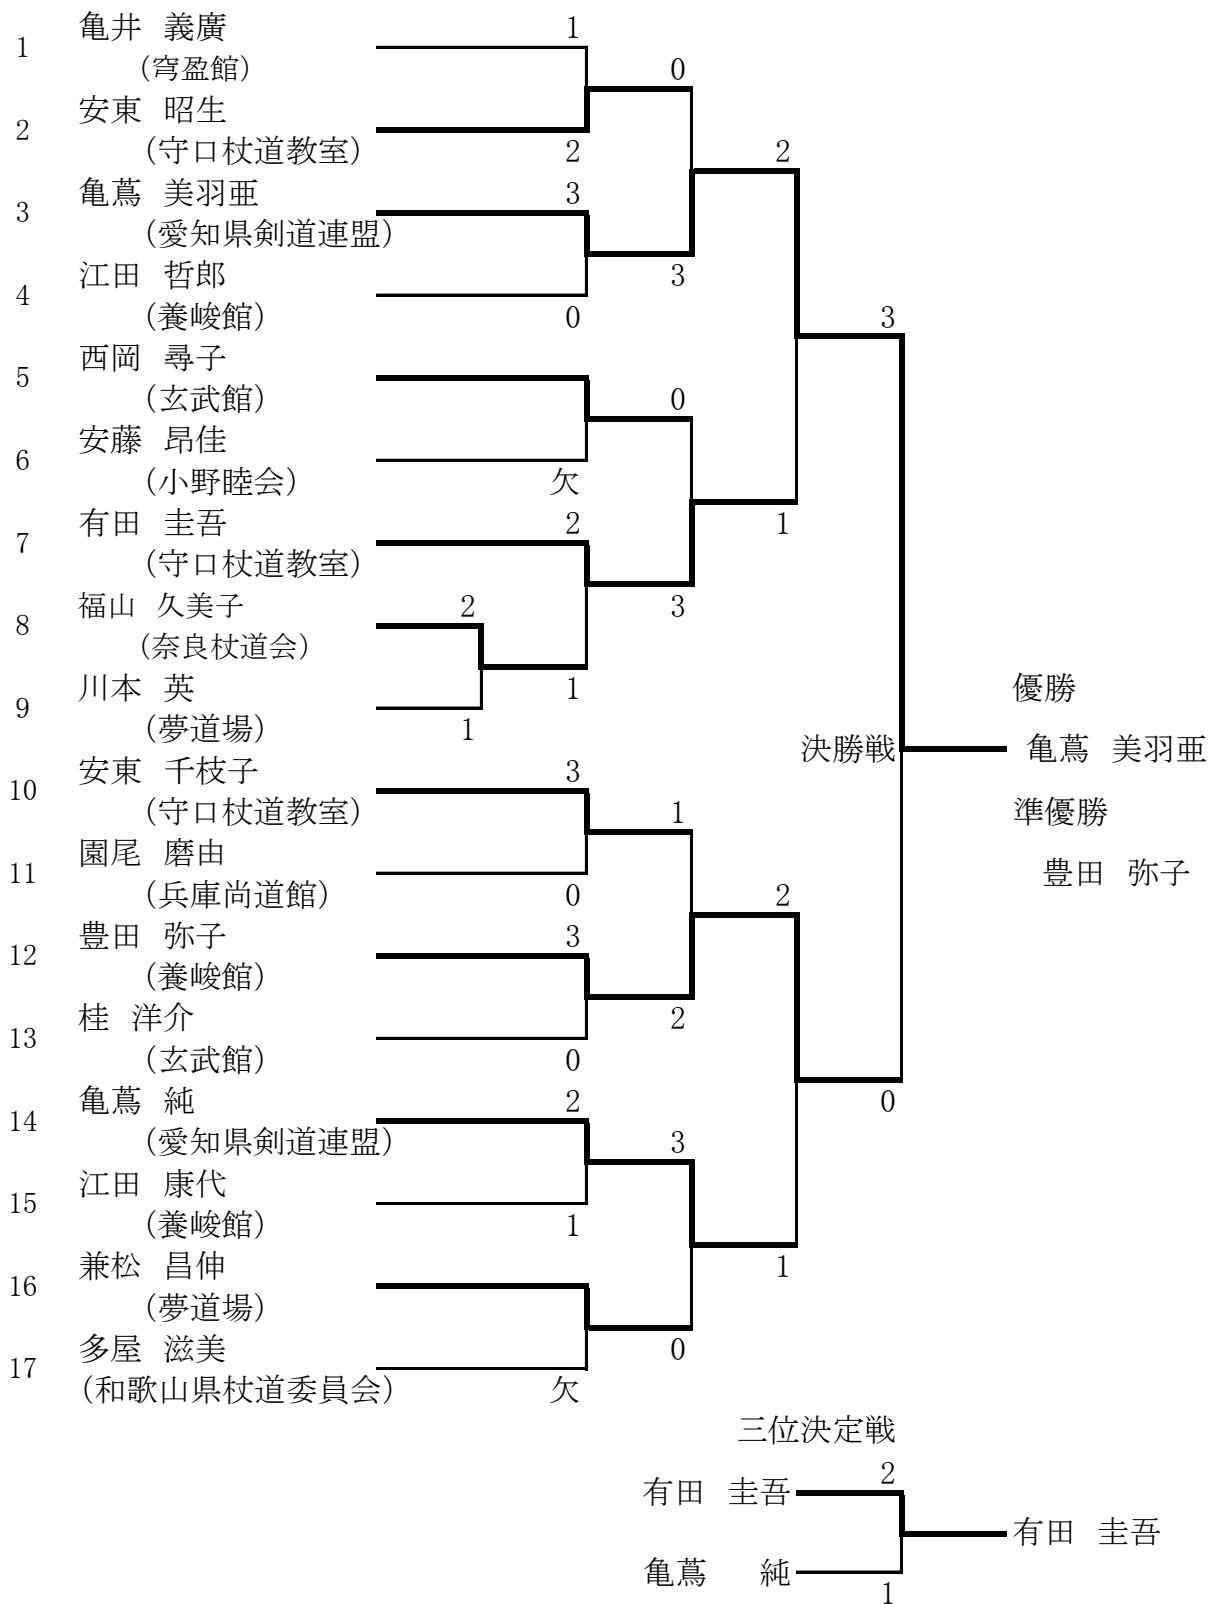 1
亀井 義廣
(穹盈館)
1
2
安東 昭生
(守口杖道教室)
2
0
3
亀蔦 美羽亜
(愛知県剣道連盟)
3
4
江田 哲郎
(養峻館)
0
3
2
5
西岡 尋子
(玄武館)
6
安藤 昂佳
(小野睦会)
欠
0
7
有田 圭吾
(守口杖道教室)
2
8
福山 久美子
(奈良杖道会)
2
9
川本 英
(夢道場)
1
1
3
1
3
10
安東 千枝子
(守口杖道教室)
3
11
園尾 磨由
(兵庫尚道館)
0
1
12
豊田 弥子
(養峻館)
3
13
桂 洋介
(玄武館)
0
2
2
14
亀蔦 純
(愛知県剣道連盟)
2
15
江田 康代
(養峻館)
1
3
16
兼松 昌伸
(夢道場)
17
多屋 滋美
(和歌山県杖道委員会)
欠
0
1
0
決勝戦
優勝
亀蔦 美羽亜
準優勝
豊田 弥子
三位決定戦
有田 圭吾
2
亀蔦 純
1
有田 圭吾